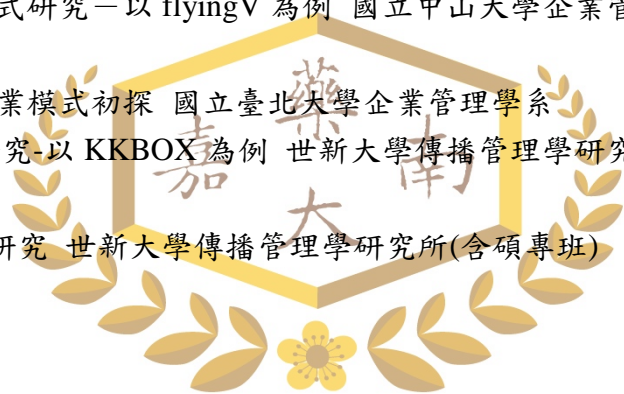 式研究－以 flyingV 為例 國立中山大學企業管
業模式初探 國立臺北大學企業管理學系
究-以 KKBOX 為例 世新大學傳播管理學研究
研究 世新大學傳播管理學研究所(含碩專班)
嘉藥南大